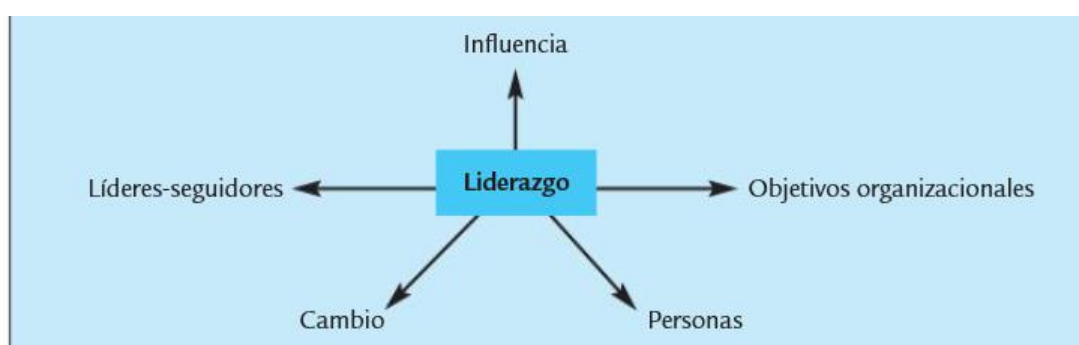 Influencia
Líderes-seguidores
Liderazgo
Objetivos organizacionales
Cambio
Personas